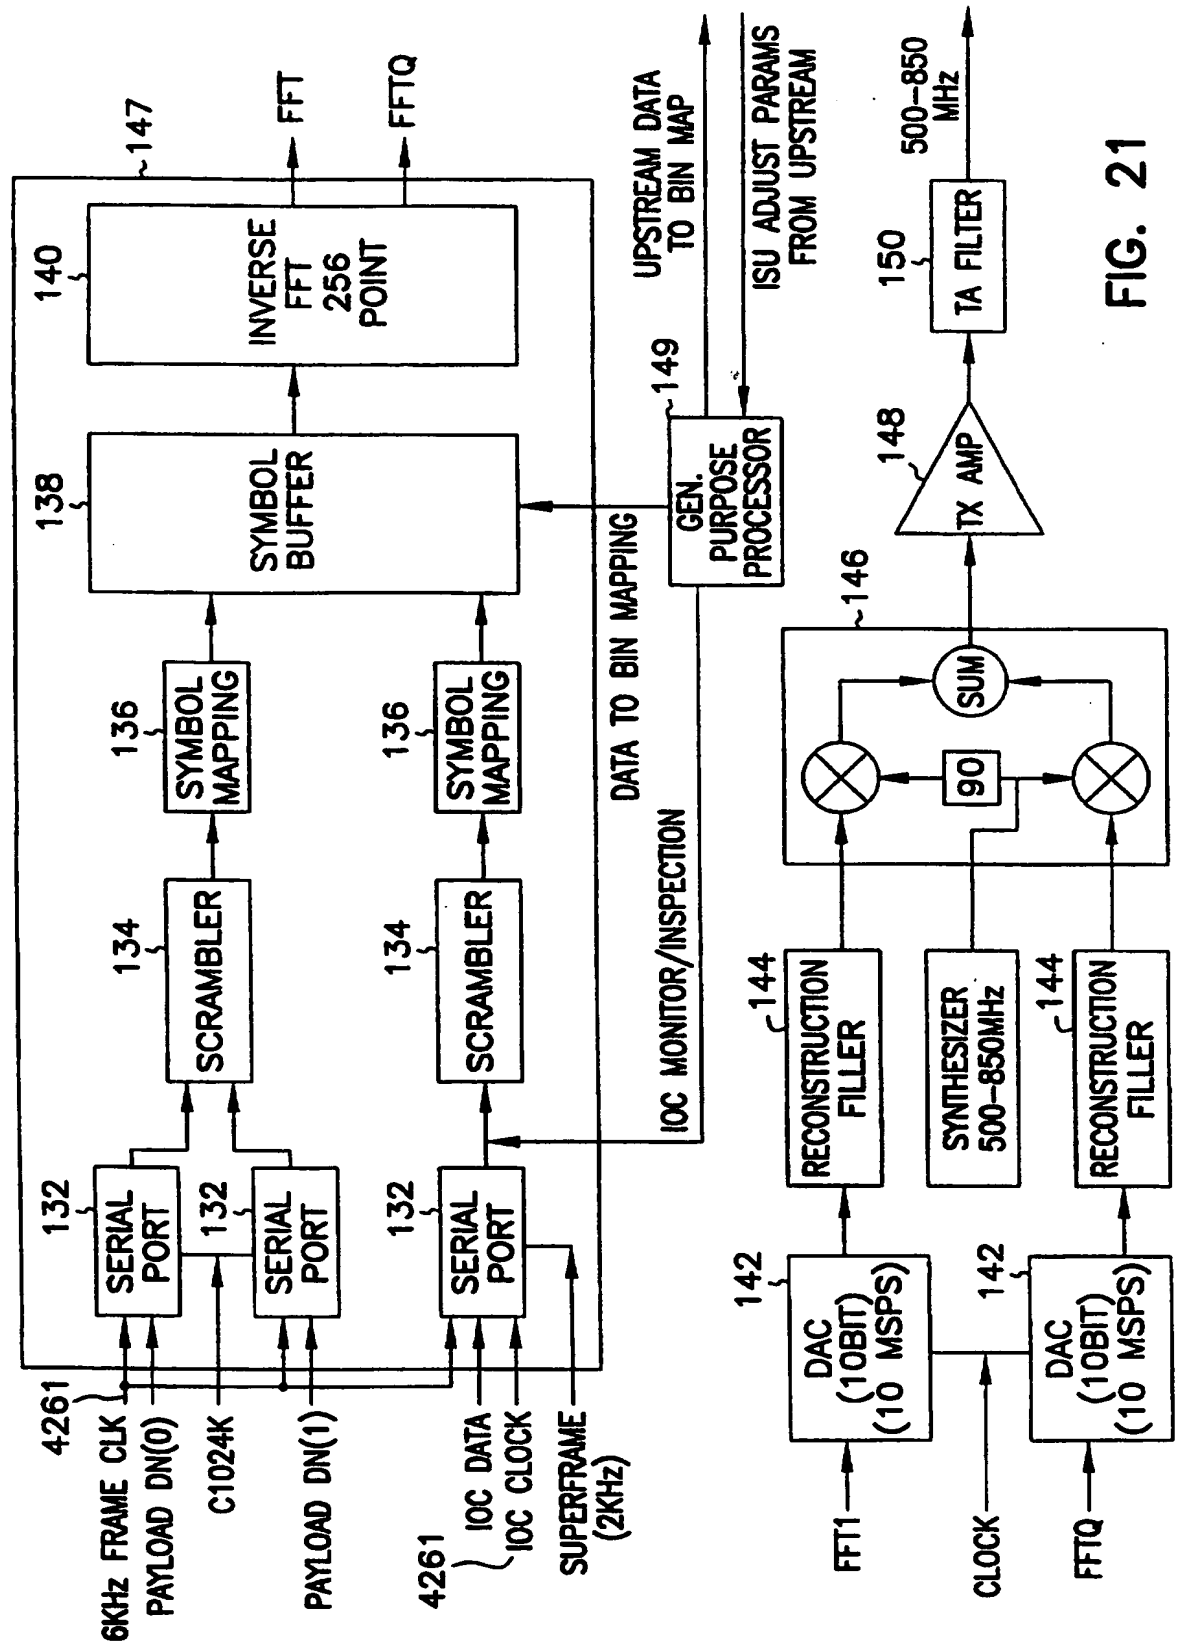 6KHz FRAME CLK
4261
PAYLOAD DN(0)
C1024K
PAYLOAD DN(1)
IOC DATA
4261
IOC CLOCK
SUPERFRAME
(2KHz)
132
SERIAL
PORT
132
SERIAL
PORT
132
SERIAL
PORT
134
SCRAMBLER
134
SCRAMBLER
136
SYMBOL
MAPPING
136
SYMBOL
MAPPING
138
SYMBOL
BUFFER
140
INVERSE
FFT
256
POINT
147
FFT
FFTQ
IOC MONITOR/INSPECTION
DATA TO BIN MAPPING
149
GEN.
PURPOSE
PROCESSOR
UPSTREAM DATA
TO BIN MAP
ISU ADJUST PARAMS
FROM UPSTREAM
FFT1
CLOCK
FFTQ
142
DAC
(10BIT)
(10 MSPS)
142
DAC
(10BIT)
(10 MSPS)
144
RECONSTRUCTION
FILLER
SYNTHESIZER
500-850MHz
144
RECONSTRUCTION
FILLER
146
90
SUM
148
TX AMP
150
TA FILTER
500-850
MHz
FIG. 21